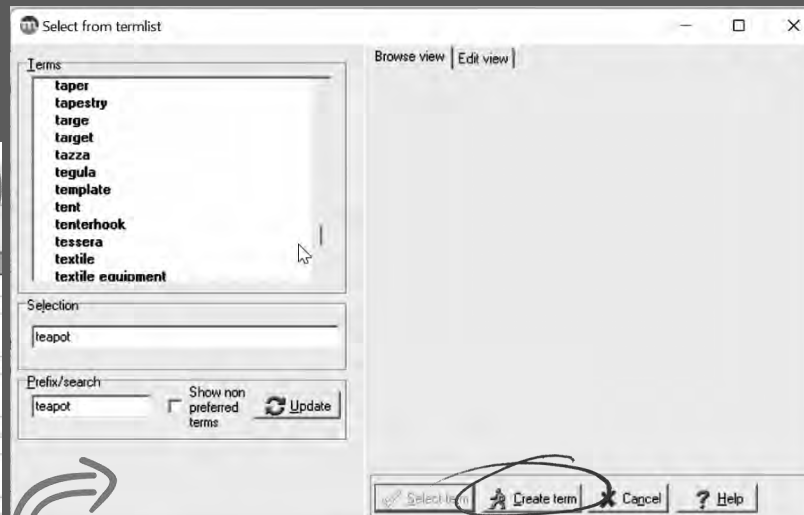 Select from termlist
Terms
taper
tapestry
targe
target
tazza
tegula
template
tent
tenterhook
tessera
textile
textile equipment
Selection
teapot
Prefix/search
teapot
Show non
preferred
terms
Update
Browse view Edit view
Select term Create term Cancel Help